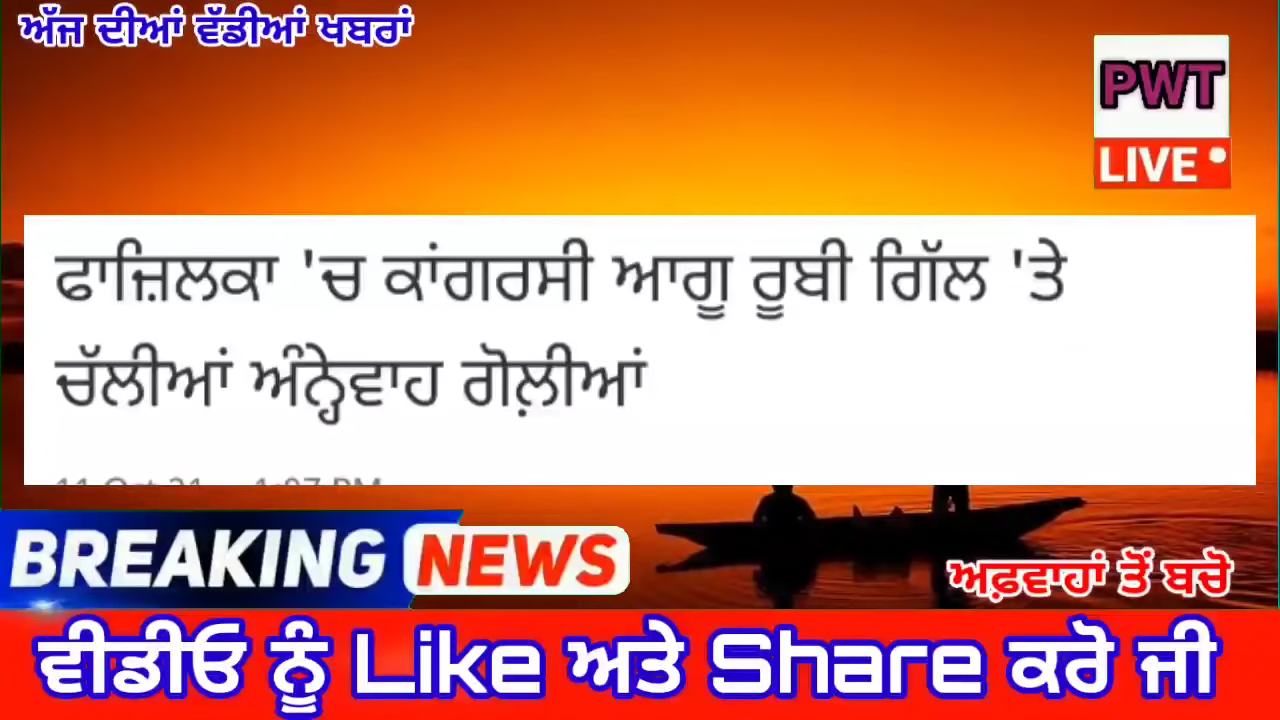 ਅੱਜ ਦੀਆਂ ਵੱਡੀਆਂ ਖਬਰਾਂ
PWT
LIVE
ਫਾਜ਼ਿਲਕਾ 'ਚ ਕਾਂਗਰਸੀ ਆਗੂ ਰੂਬੀ ਗਿੱਲ 'ਤੇ
ਚੱਲੀਆਂ ਅੰਨ੍ਹੇਵਾਹ ਗੋਲ਼ੀਆਂ
BREAKING NEWS
ਅਫ਼ਵਾਹਾਂ ਤੋਂ ਬਚੋ
ਵੀਡੀਓ ਨੂੰ Like ਅਤੇ Share ਕਰੋ ਜੀ